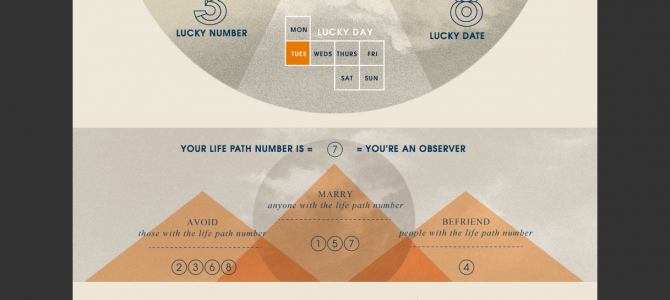 5
8
LUCKY NUMBER
LUCKY DATE
MON
LUCKY DAY
TUES WEDS THURS FRI
SAT SUN
YOUR LIFE PATH NUMBER IS = 7 = YOU'RE AN OBSERVER
MARRY
anyone with the life path number
1 5 7
AVOID
those with the life path number
2 3 6 8
BEFRIEND
people with the life path number
4